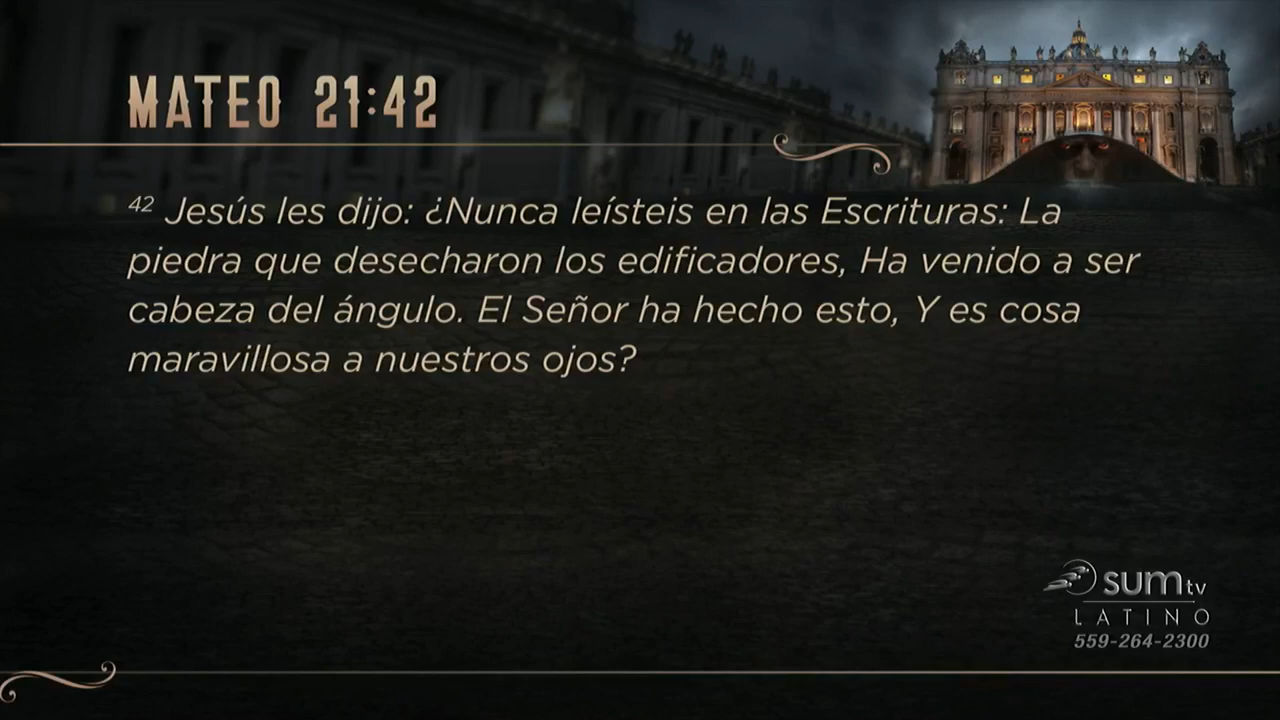 MATEO 21:42
42 Jesús les dijo: ¿Nunca leísteis en las Escrituras: La
piedra que desecharon los edificadores, Ha venido a ser
cabeza del ángulo. El Señor ha hecho esto, Y es cosa
maravillosa a nuestros ojos?
sumtv
LATINO
559-264-2300